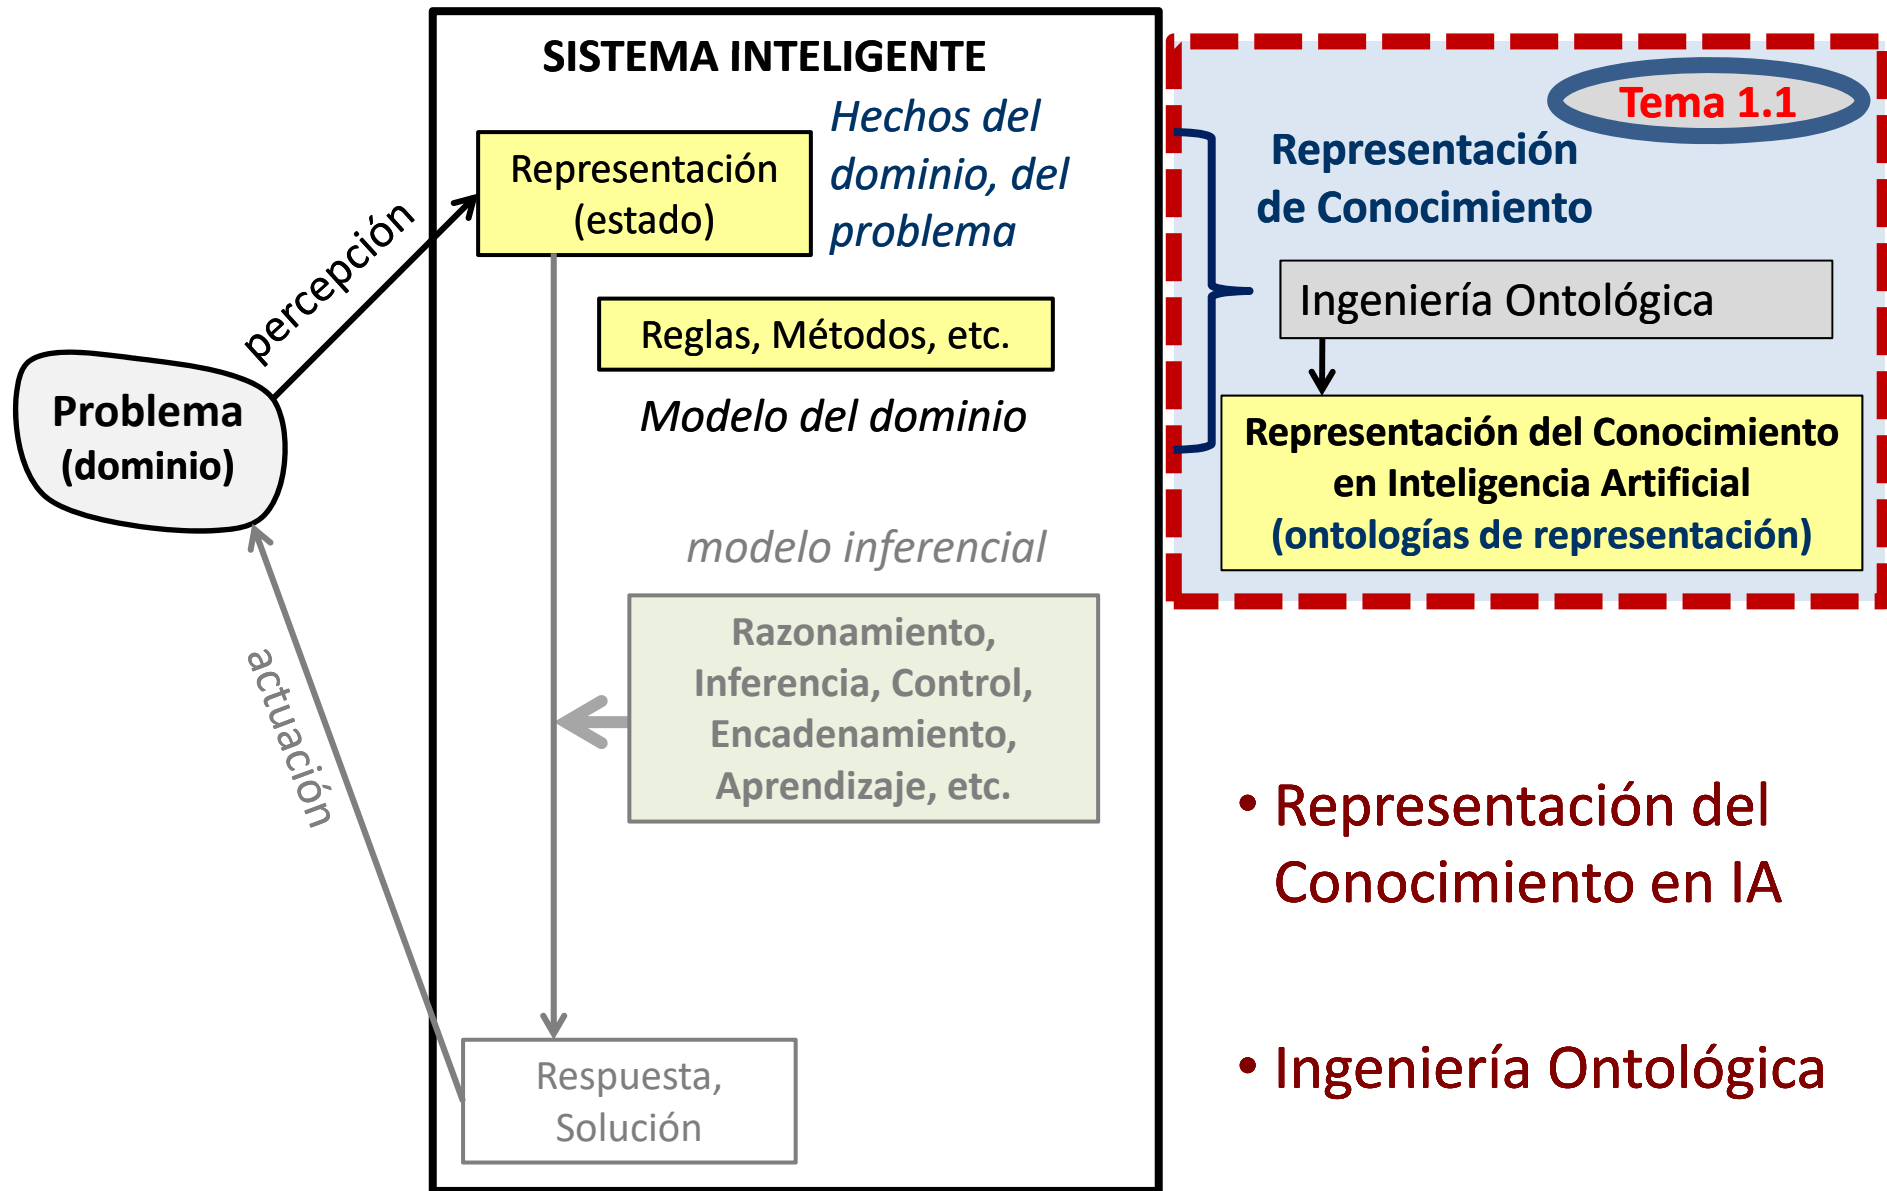 SISTEMA INTELIGENTE
Representación
(estado)
Hechos del
dominio, del
problema
percepción
Reglas, Métodos, etc.
Modelo del dominio
Problema
(dominio)
modelo inferencial
Razonamiento,
Inferencia, Control,
Encadenamiento,
Aprendizaje, etc.
actuación
Respuesta,
Solución
Tema 1.1
Representación
de Conocimiento
Ingeniería Ontológica
Representación del Conocimiento
en Inteligencia Artificial
(ontologías de representación)
• Representación del
Conocimiento en IA
• Ingeniería Ontológica